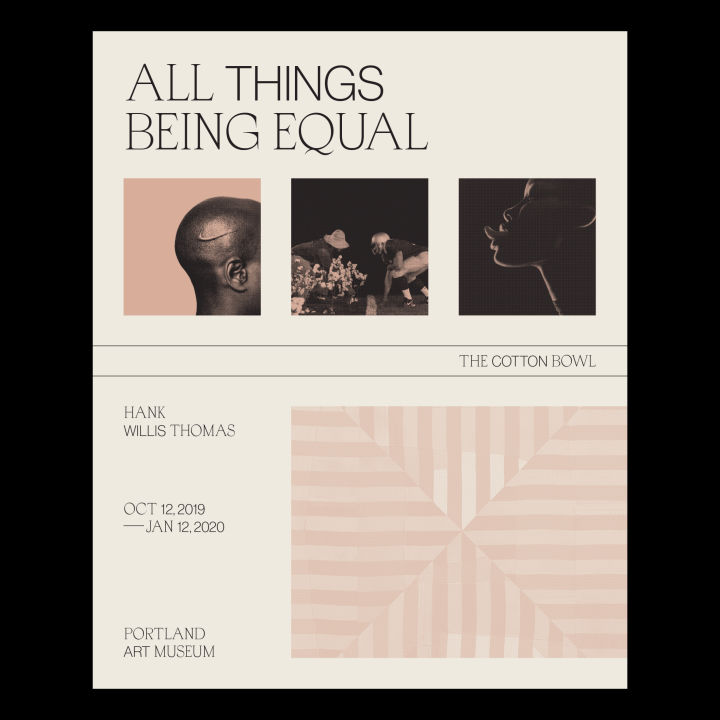 ALL THINGS
BEING EQUAL
THE COTTON BOWL
HANK
WILLIS THOMAS
OCT 12, 2019
—JAN 12, 2020
PORTLAND
ART MUSEUM